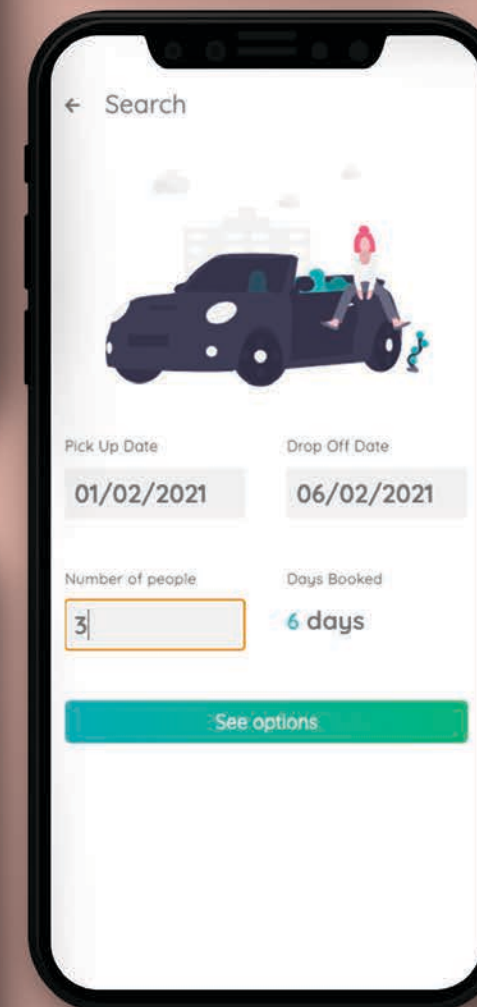 ← Search
Pick Up Date
Drop Off Date
01/02/2021
06/02/2021
Number of people
Days Booked
3
6 days
See options